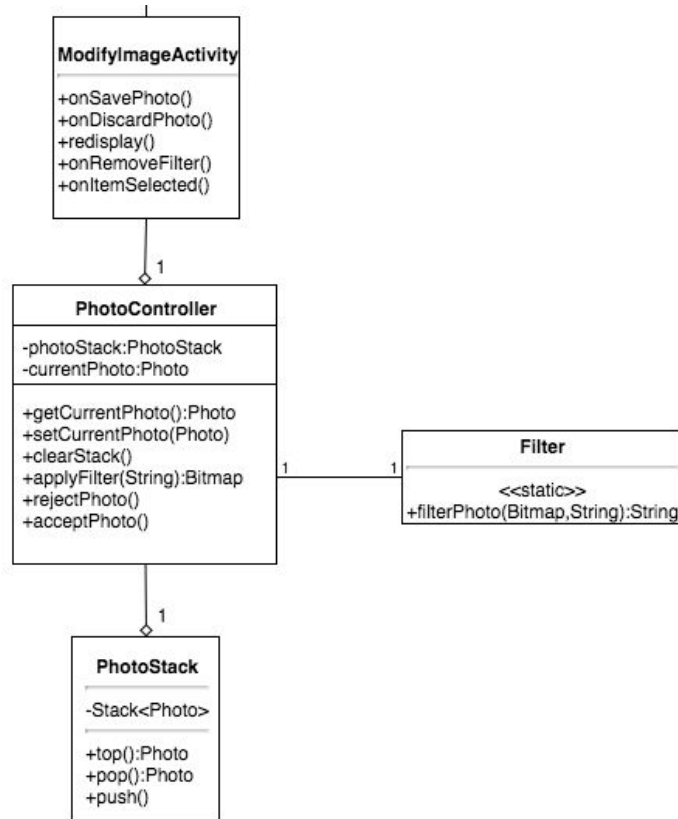 ModifyImageActivity
+onSavePhoto()
+onDiscardPhoto()
+redisplay()
+onRemoveFilter()
+onItemSelected()
1
PhotoController
-photoStack:PhotoStack
-currentPhoto:Photo
+getCurrentPhoto():Photo
+setCurrentPhoto(Photo)
+clearStack()
+applyFilter(String):Bitmap
+rejectPhoto()
+acceptPhoto()
1
1
Filter
<<static>>
+filterPhoto(Bitmap,String):String
1
PhotoStack
-Stack<Photo>
+top():Photo
+pop():Photo
+push()